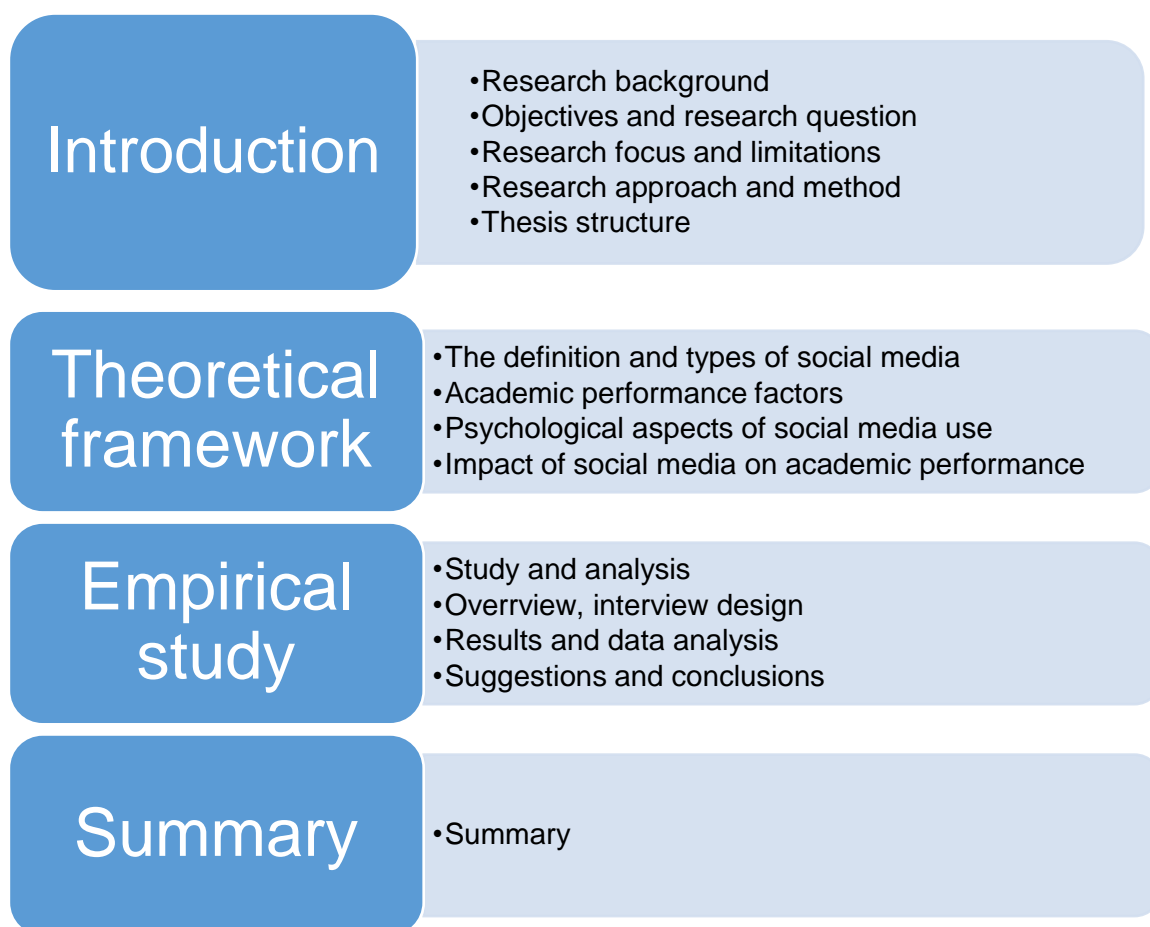 Introduction
•Research background
•Objectives and research question
•Research focus and limitations
•Research approach and method
•Thesis structure
Theoretical
framework
•The definition and types of social media
•Academic performance factors
•Psychological aspects of social media use
•Impact of social media on academic performance
Empirical
study
•Study and analysis
•Overrview, interview design
•Results and data analysis
•Suggestions and conclusions
Summary
•Summary